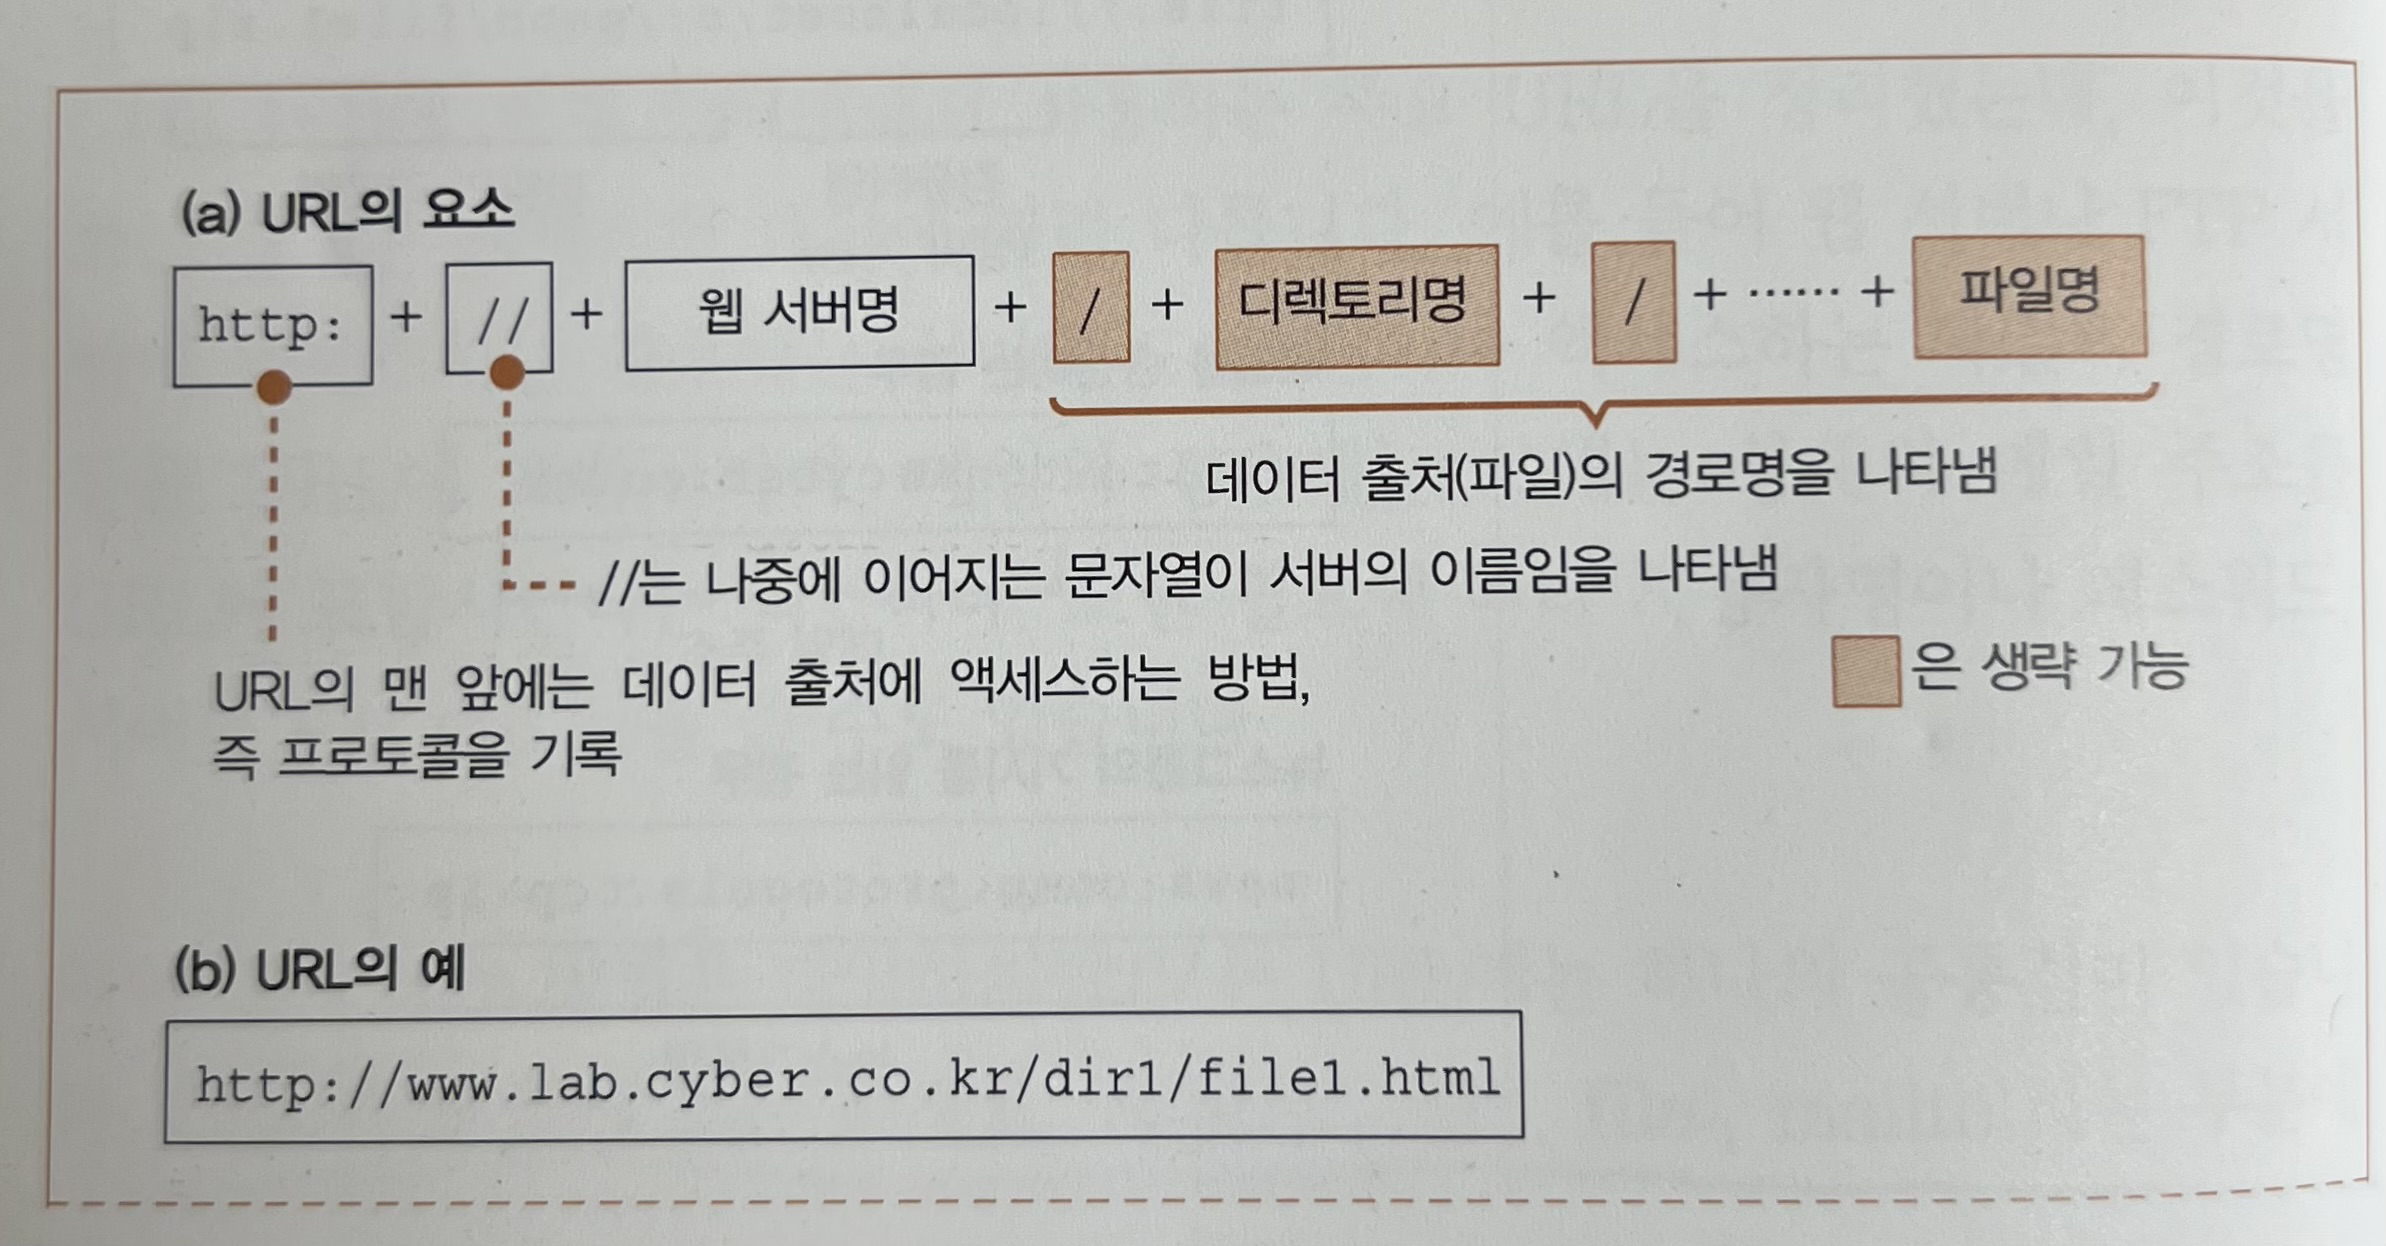 (a) URL의 요소
http: + // + 웹 서버명 + / + 디렉토리명 + / + …… + 파일명
데이터 출처(파일)의 경로명을 나타냄
//는 나중에 이어지는 문자열이 서버의 이름임을 나타냄
URL의 맨 앞에는 데이터 출처에 액세스하는 방법,
즉 프로토콜을 기록
은 생략 가능
(b) URL의 예
http://www.lab.cyber.co.kr/dir1/file1.html